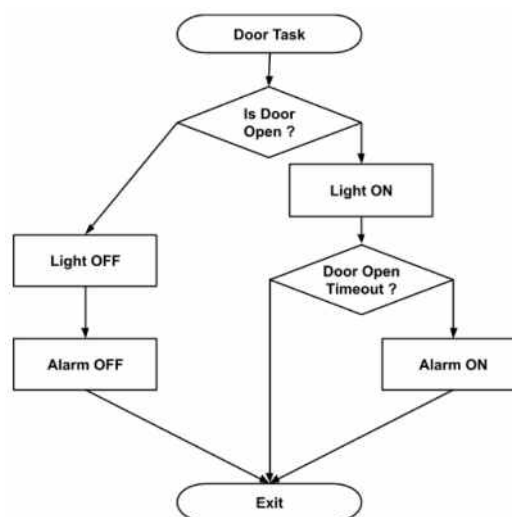 Door Task
Is Door
Open ?
Light ON
Light OFF
Door Open
Timeout ?
Alarm OFF
Alarm ON
Exit